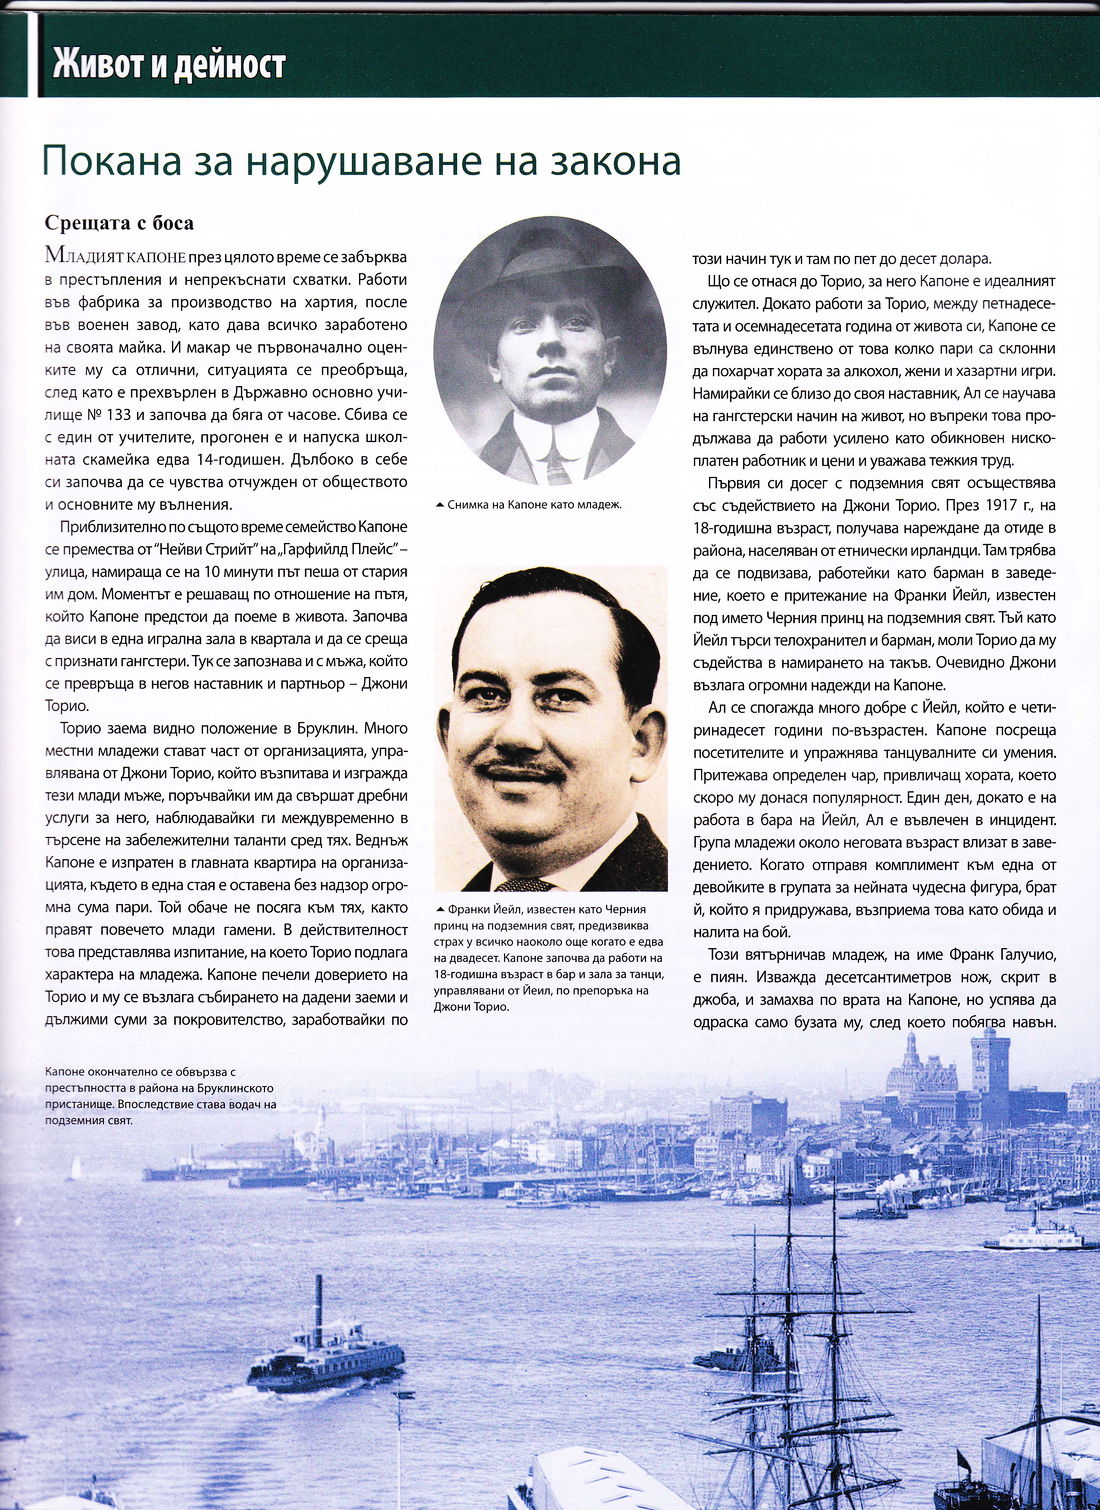 Живот и дейност
Покана за нарушаване на закона
Срещата с боса
Младият Капоне през цялото време се забърква
в престъпления и непрекъснати схватки. Работи
във фабрика за производство на хартия, после
във военен завод, като дава всичко заработено
на своята майка. И макар че първоначално оцен-
ките му са отлични, ситуацията се преобръща,
след като е прехвърлен в Държавно основно учи-
лище № 133 и започва да бяга от часове. Сбива се
с един от учителите, прогонен е и напуска школ-
ната скамейка едва 14-годишен. Дълбоко в себе
си започва да се чувства отчужден от обществото
и основните му вълнения.
Приблизително по същото време семейство Капоне
се премества от “Нейви Стрийт” на „Гарфийлд Плейс” –
улица, намираща се на 10 минути път пеша от стария
им дом. Моментът е решаващ по отношение на пътя,
който Капоне предстои да поеме в живота. Започва
да виси в една игрална зала в квартала и да се среща
с признати гангстери. Тук се запознава и с мъжа, който
се превръща в негов наставник и партньор – Джони
Торио.
Торио заема видно положение в Бруклин. Много
местни младежи стават част от организацията, упра-
влявана от Джони Торио, който възпитава и изгражда
тези млади мъже, поръчвайки им да свършат дребни
услуги за него, наблюдавайки ги междувременно в
търсене на забележителни таланти сред тях. Веднъж
Капоне е изпратен в главната квартира на организа-
цията, където в една стая е оставена без надзор огро-
мна сума пари. Той обаче не посяга към тях, както
правят повечето млади гамени. В действителност
това представлява изпитание, на което Торио подлага
характера на младежа. Капоне печели доверието на
Торио и му се възлага събирането на дадени заеми и
дължими суми за покровителство, заработвайки по
Снимка на Капоне като младеж.
Франки Йейл, известен като Черния
принц на подземния свят, предизвиква
страх у всичко наоколо още когато е едва
на двадесет. Капоне започва да работи на
18-годишна възраст в бар и зала за танци,
управлявани от Йеил, по препоръка на
Джони Торио.
този начин тук и там по пет до десет долара.
Що се отнася до Торио, за него Капоне е идеалният
служител. Докато работи за Торио, между петнадесе-
тата и осемнадесетата година от живота си, Капоне се
вълнува единствено от това колко пари са склонни
да похарчат хората за алкохол, жени и хазартни игри.
Намирайки се близо до своя наставник, Ал се научава
на гангстерски начин на живот, но въпреки това про-
дължава да работи усилено като обикновен ниско-
платен работник и цени и уважава тежкия труд.
Първия си досег с подземния свят осъществява
със съдействието на Джони Торио. През 1917 г., на
18-годишна възраст, получава нареждане да отиде в
района, населяван от етнически ирландци. Там трябва
да се подвизава, работейки като барман в заведе-
ние, което е притежание на Франки Йейл, известен
под името Черния принц на подземния свят. Тъй като
Йейл търси телохранител и барман, моли Торио да му
съдейства в намирането на такъв. Очевидно Джони
възлага огромни надежди на Капоне.
Ал се спогажда много добре с Йейл, който е чети-
ринадесет години по-възрастен. Капоне посреща
посетителите и упражнява танцувалните си умения.
Притежава определен чар, привличащ хората, което
скоро му донася популярност. Един ден, докато е на
работа в бара на Йейл, Ал е въвлечен в инцидент.
Група младежи около неговата възраст влизат в заве-
дението. Когато отправя комплимент към една от
девойките в групата за нейната чудесна фигура, брат
й, който я придружава, възприема това като обида и
налита на бой.
Този вятърничав младеж, на име Франк Галучио,
е пиян. Изважда десетсантиметров нож, скрит в
джоба, и замахва по врата на Капоне, но успява да
одраска само бузата му, след което побягва навън.
Капоне окончателно се обвързва с
престъпността в района на Бруклинското
пристанище. Впоследствие става водач на
подземния свят.